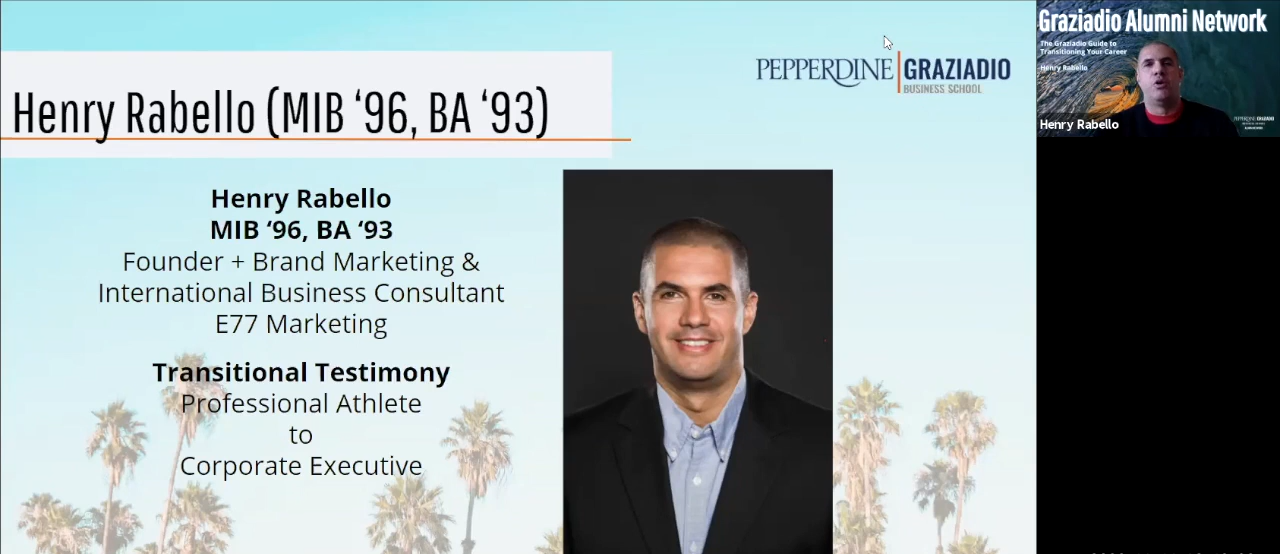 Henry Rabello (MIB ‘96, BA ‘93)
PEPPERDINE GRAZIADIO
BUSINESS SCHOOL
Henry Rabello
MIB ‘96, BA ‘93
Founder + Brand Marketing &
International Business Consultant
E77 Marketing
Transitional Testimony
Professional Athlete
to
Corporate Executive
Graziadio Alumni Network
The Graziadio Guide to
Transitioning Your Career
Henry Rabello
Henry Rabello